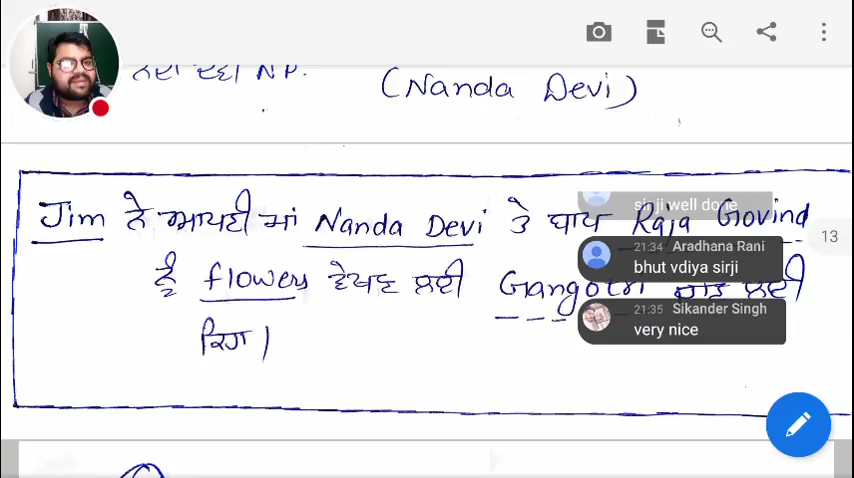 ਨੰਦਾ ਦੇਵੀ N.P. (Nanda Devi)
Jim ਨੇ ਆਪਣੀ ਮਾਂ Nanda Devi ਤੇ ਬਾਪ Raja Govind
ਨੂੰ flowers ਵੇਖਣ ਲਈ Gangotri ਜਾਣ ਲਈ
ਕਿਹਾ।
13
sir ji well done
21:34 Aradhana Rani
bhut vdiya sirji
21:35 Sikander Singh
very nice